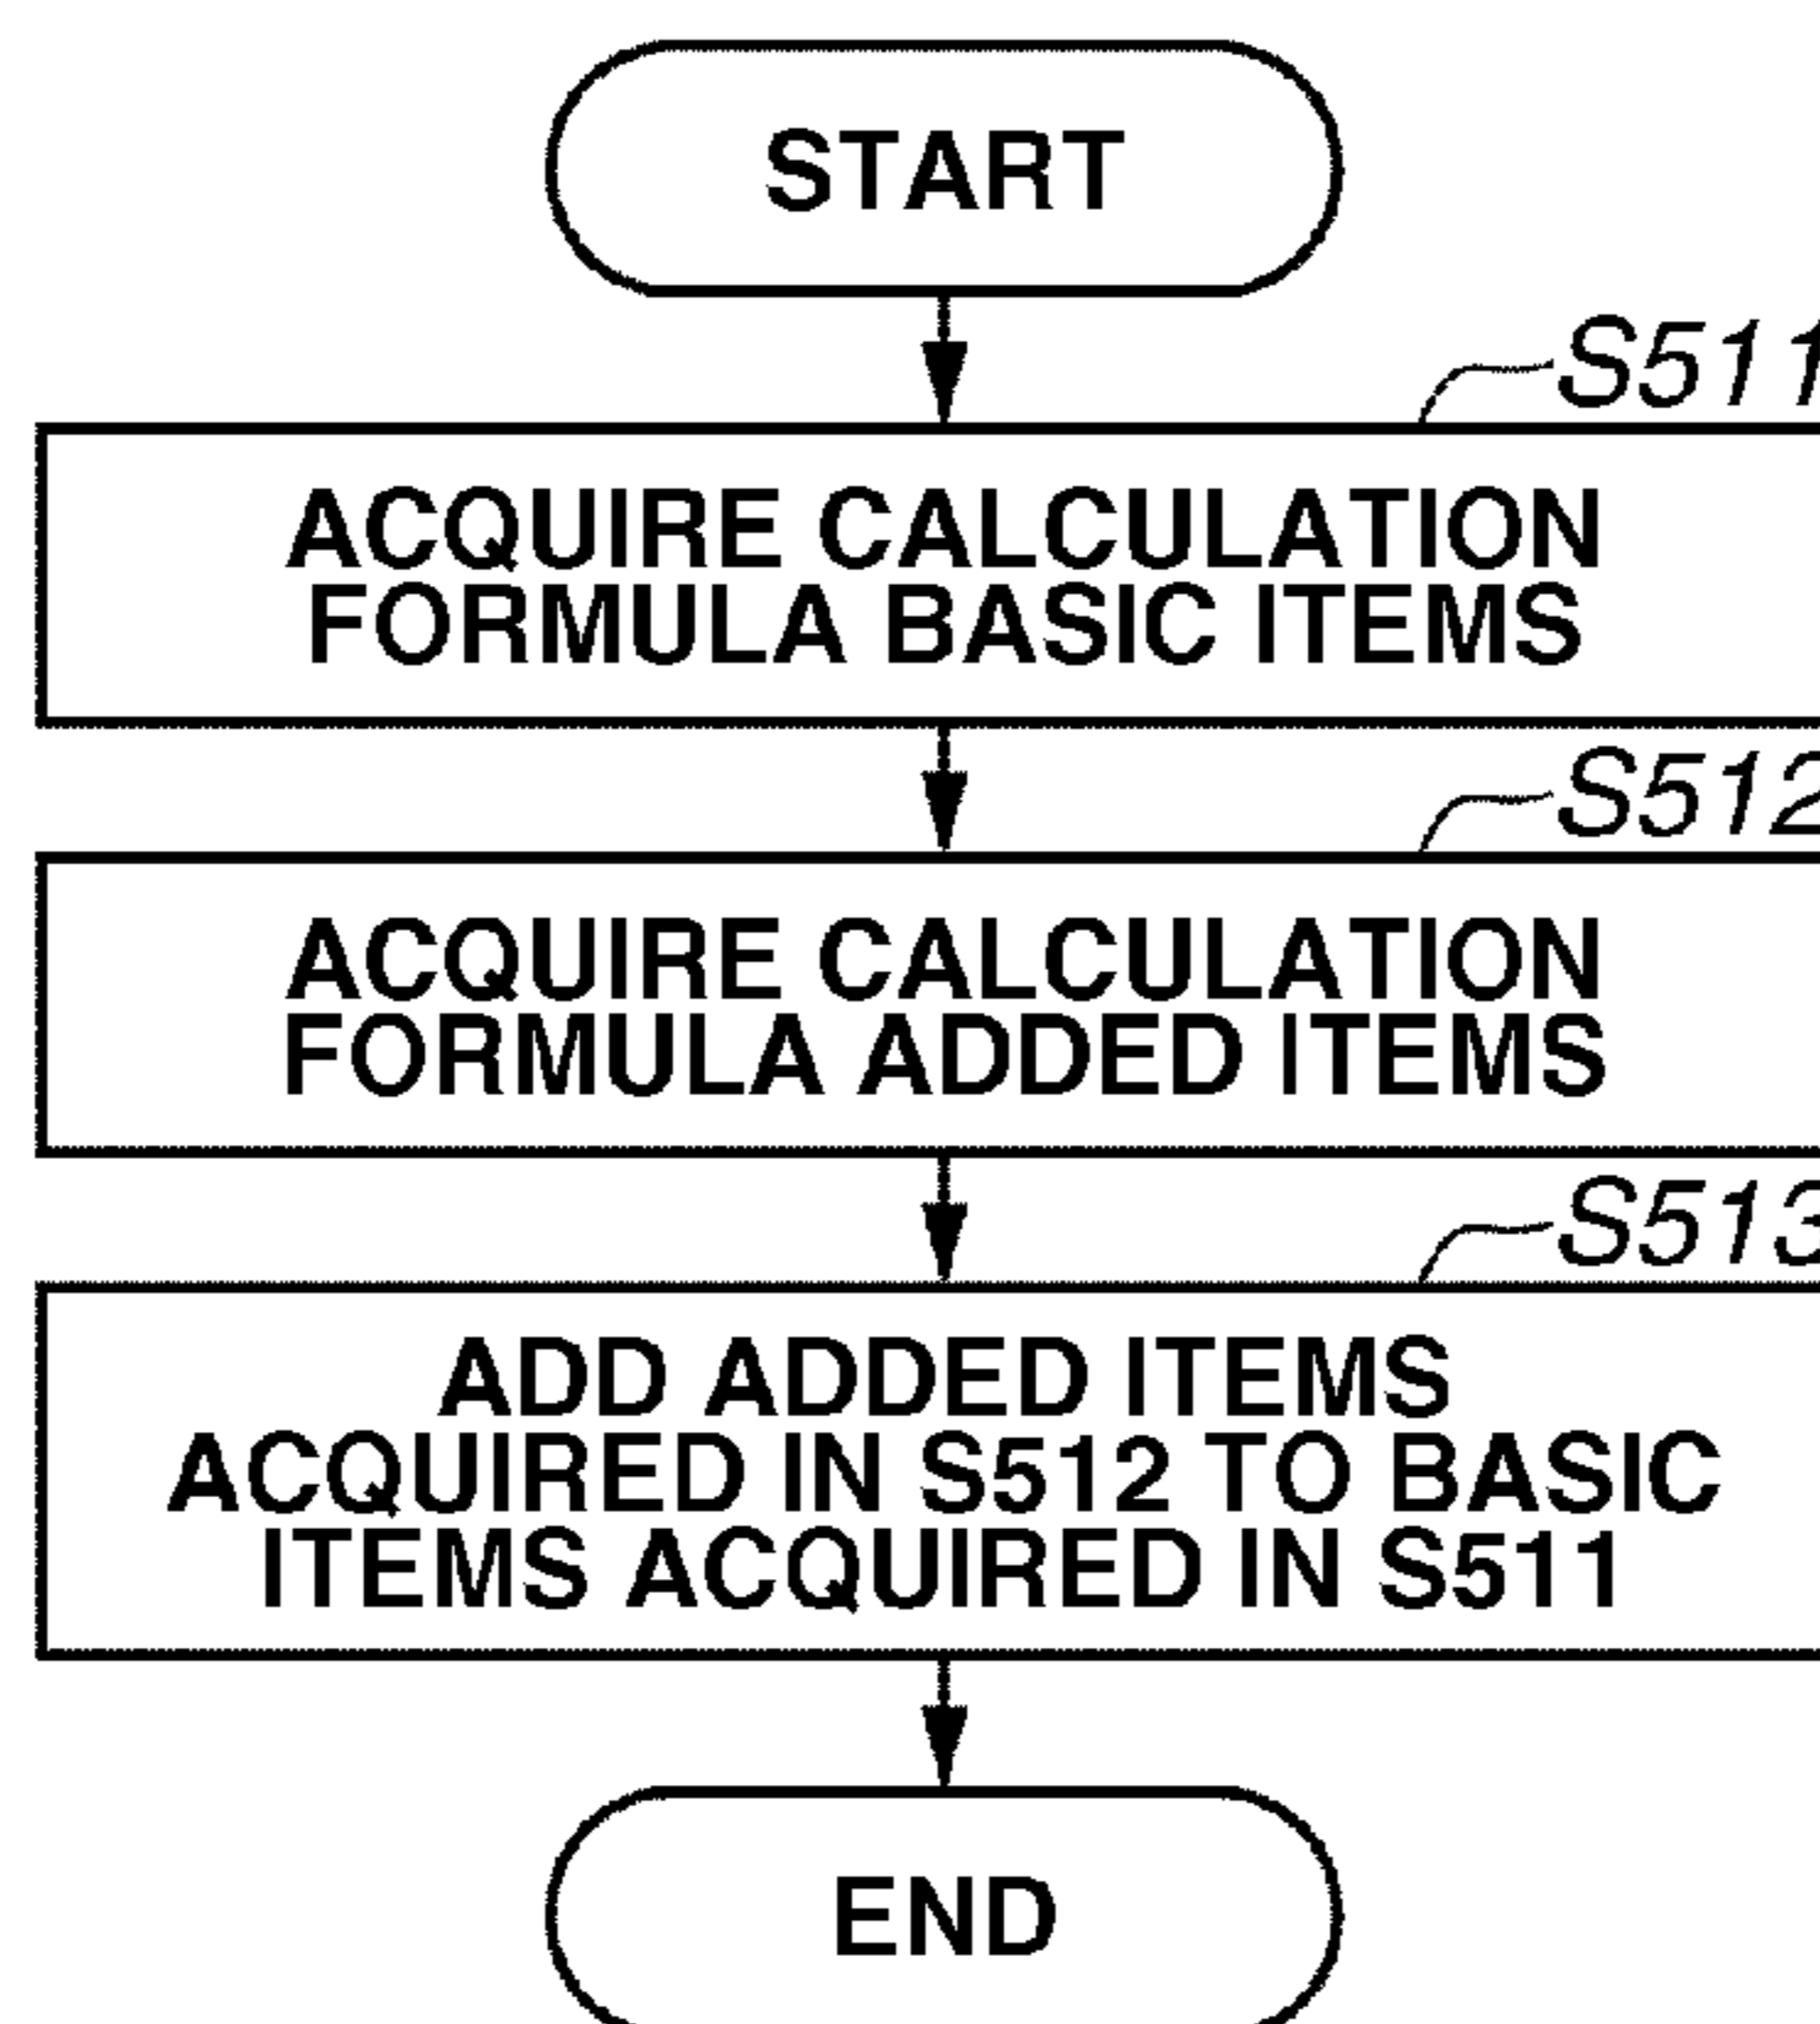 START
S511
ACQUIRE CALCULATION
FORMULA BASIC ITEMS
S512
ACQUIRE CALCULATION
FORMULA ADDED ITEMS
S513
ADD ADDED ITEMS
ACQUIRED IN S512 TO BASIC
ITEMS ACQUIRED IN S511
END